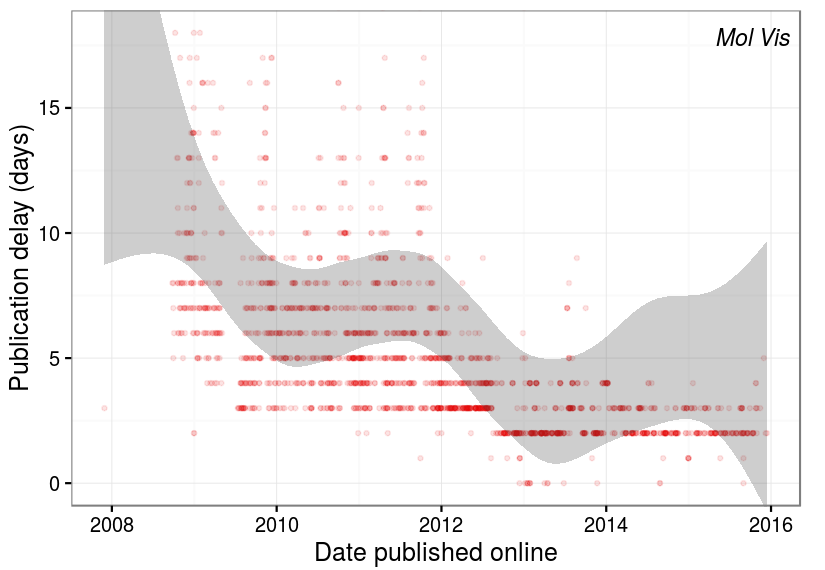 Mol Vis
Publication delay (days)
15
10
5
0
2008 2010 2012 2014 2016
Date published online